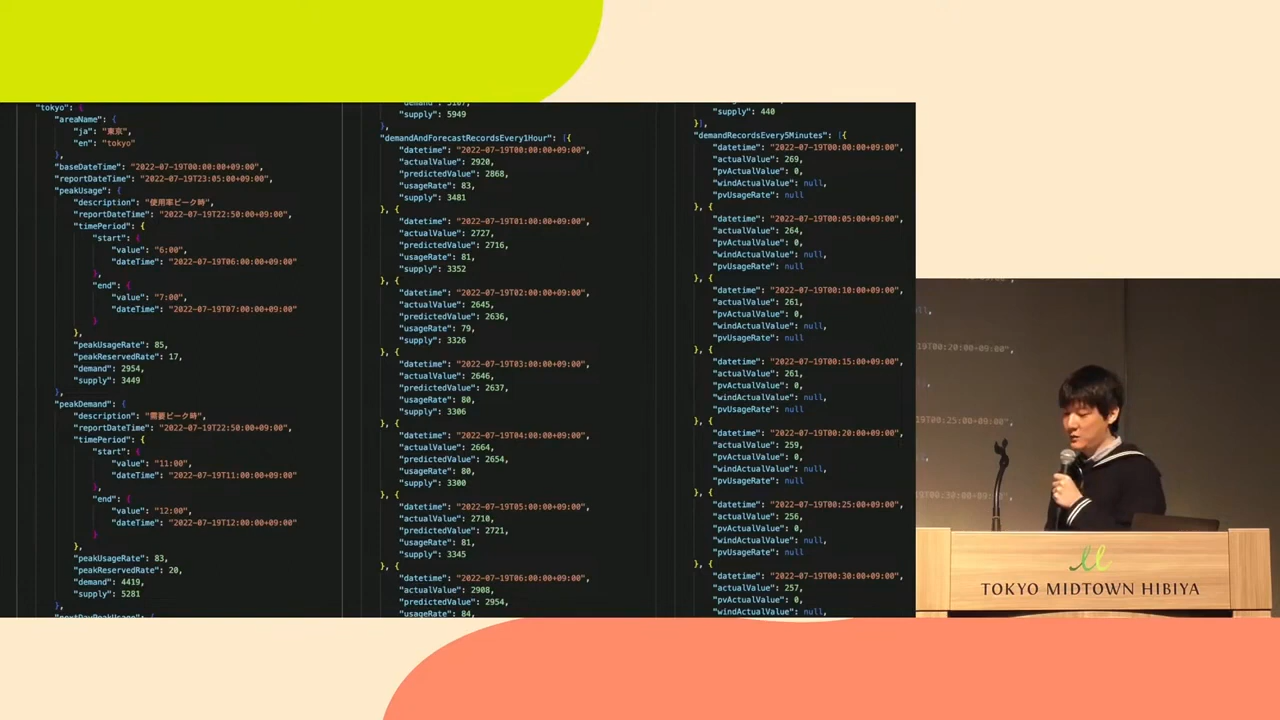 "tokyo": {
"areaName": {
"ja": "東京",
"en": "tokyo"
},
"baseDateTime": "2022-07-19T00:00:00+09:00",
"reportDateTime": "2022-07-19T23:05:00+09:00",
"peakUsage": {
"description": "使用率ピーク時",
"reportDateTime": "2022-07-19T22:50:00+09:00",
"timePeriod": {
"start": {
"value": "6:00",
"dateTime": "2022-07-19T06:00:00+09:00"
},
"end": {
"value": "7:00",
"dateTime": "2022-07-19T07:00:00+09:00"
}
},
"peakUsageRate": 85,
"peakReservedRate": 17,
"demand": 2954,
"supply": 3449
},
"peakDemand": {
"description": "需要ピーク時",
"reportDateTime": "2022-07-19T22:50:00+09:00",
"timePeriod": {
"start": {
"value": "11:00",
"dateTime": "2022-07-19T11:00:00+09:00"
},
"end": {
"value": "12:00",
"dateTime": "2022-07-19T12:00:00+09:00"
}
},
"peakUsageRate": 83,
"peakReservedRate": 20,
"demand": 4419,
"supply": 5281
},
"supply": 5949
},
"demandAndForecastRecordsEvery1Hour": [{
"datetime": "2022-07-19T00:00:00+09:00",
"actualValue": 2920,
"predictedValue": 2868,
"usageRate": 83,
"supply": 3481
}, {
"datetime": "2022-07-19T01:00:00+09:00",
"actualValue": 2727,
"predictedValue": 2716,
"usageRate": 81,
"supply": 3352
}, {
"datetime": "2022-07-19T02:00:00+09:00",
"actualValue": 2645,
"predictedValue": 2636,
"usageRate": 79,
"supply": 3326
}, {
"datetime": "2022-07-19T03:00:00+09:00",
"actualValue": 2646,
"predictedValue": 2637,
"usageRate": 80,
"supply": 3306
}, {
"datetime": "2022-07-19T04:00:00+09:00",
"actualValue": 2664,
"predictedValue": 2654,
"usageRate": 80,
"supply": 3300
}, {
"datetime": "2022-07-19T05:00:00+09:00",
"actualValue": 2710,
"predictedValue": 2721,
"usageRate": 81,
"supply": 3345
}, {
"datetime": "2022-07-19T06:00:00+09:00",
"actualValue": 2908,
"predictedValue": 2954,
"usageRate": 84,
"supply": 440
}],
"demandRecordsEvery5Minutes": [{
"datetime": "2022-07-19T00:00:00+09:00",
"actualValue": 269,
"pvActualValue": 0,
"windActualValue": null,
"pvUsageRate": null
}, {
"datetime": "2022-07-19T00:05:00+09:00",
"actualValue": 264,
"pvActualValue": 0,
"windActualValue": null,
"pvUsageRate": null
}, {
"datetime": "2022-07-19T00:10:00+09:00",
"actualValue": 261,
"pvActualValue": 0,
"windActualValue": null,
"pvUsageRate": null
}, {
"datetime": "2022-07-19T00:15:00+09:00",
"actualValue": 261,
"pvActualValue": 0,
"windActualValue": null,
"pvUsageRate": null
}, {
"datetime": "2022-07-19T00:20:00+09:00",
"actualValue": 259,
"pvActualValue": 0,
"windActualValue": null,
"pvUsageRate": null
}, {
"datetime": "2022-07-19T00:25:00+09:00",
"actualValue": 256,
"pvActualValue": 0,
"windActualValue": null,
"pvUsageRate": null
}, {
"datetime": "2022-07-19T00:30:00+09:00",
"actualValue": 257,
"pvActualValue": 0,
"windActualValue": null,
TOKYO MIDTOWN HIBIYA